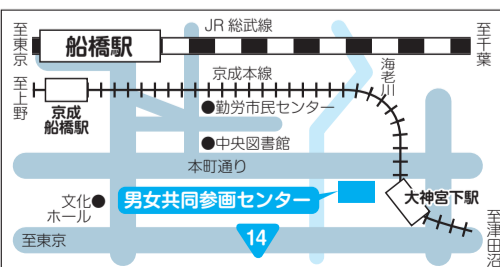 至東京
船橋駅
JR 総武線
至千葉
至上野
京成
船橋駅
京成本線
海老川
●勤労市民センター
●中央図書館
本町通り
文化●
ホール
男女共同参画センター
大神宮下駅
14
至東京
至津田沼